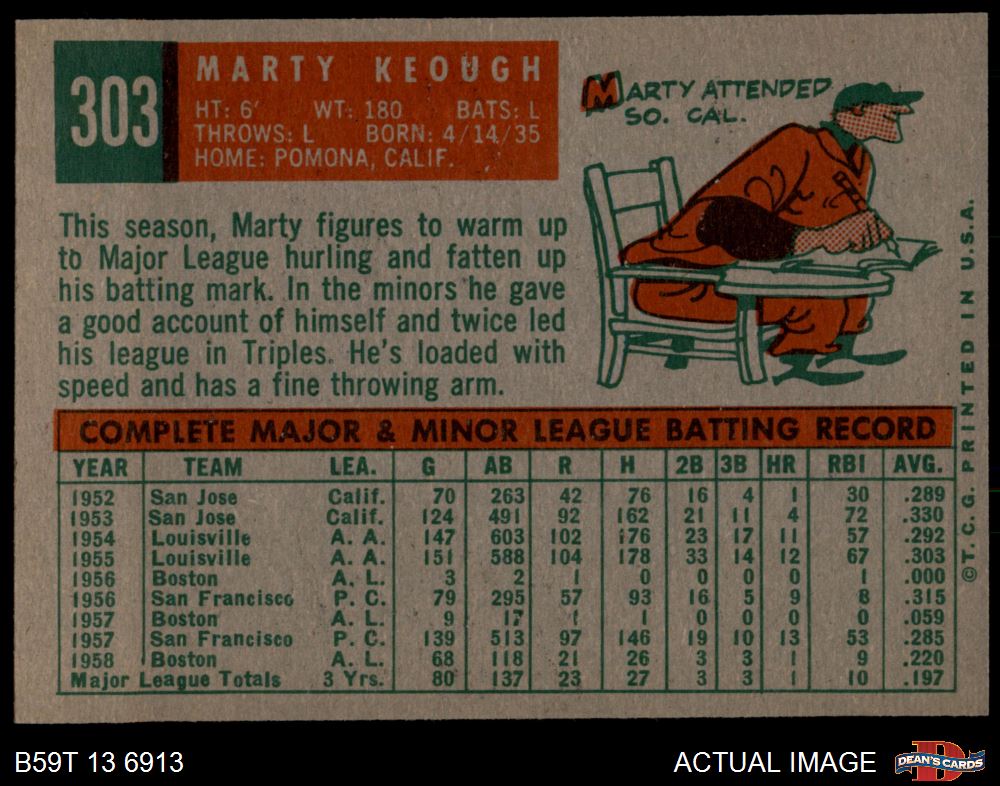 303
MARTY KEOUGH
HT: 6' WT: 180 BATS: L
THROWS: L BORN: 4/14/35
HOME: POMONA, CALIF.
MARTY ATTENDED
SO. CAL.
This season, Marty figures to warm up
to Major League hurling and fatten up
his batting mark. In the minors he gave
a good account of himself and twice led
his league in Triples. He's loaded with
speed and has a fine throwing arm.
COMPLETE MAJOR & MINOR LEAGUE BATTING RECORD
YEAR TEAM LEA. G AB R H 2B 3B HR RBI AVG.
1952 San Jose Calif. 70 263 42 76 16 4 1 30 .289
1953 San Jose Calif. 124 491 92 162 21 11 4 72 .330
1954 Louisville A. A. 147 603 102 176 23 17 11 57 .292
1955 Louisville A. A. 151 588 104 178 33 14 12 67 .303
1956 Boston A. L. 3 2 1 0 0 0 0 1 .000
1956 San Francisco P. C. 79 295 57 93 16 5 9 8 .315
1957 Boston A. L. 9 17 1 1 0 0 0 0 .059
1957 San Francisco P. C. 139 513 97 146 19 10 13 53 .285
1958 Boston A. L. 68 118 21 26 3 3 1 9 .220
Major League Totals 3 Yrs. 80 137 23 27 3 3 1 10 .197
©T. C. G. PRINTED IN U.S.A.
B59T 13 6913
ACTUAL IMAGE
D
DEAN'S CARDS